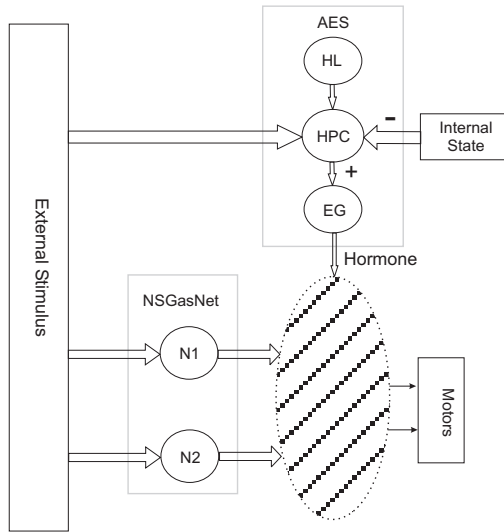 AES
HL
HPC
-
Internal
State
+
EG
Hormone
External Stimulus
NSGasNet
N1
N2
Motors